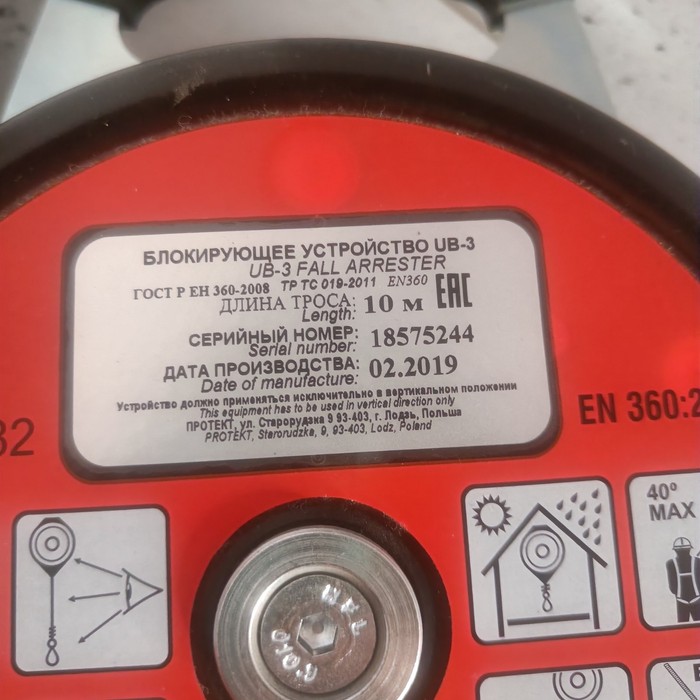 БЛОКИРУЮЩЕЕ УСТРОЙСТВО UB-3
UB-3 FALL ARRESTER
ГОСТ Р ЕН 360-2008 ТР ТС 019-2011 EN360
ДЛИНА ТРОСА: 10 м EAC
Length:
СЕРИЙНЫЙ НОМЕР: 18575244
Serial number:
ДАТА ПРОИЗВОДСТВА: 02.2019
Date of manufacture:
Устройство должно применяться исключительно в вертикальном положении
This equipment has to be used in vertical direction only
ПРОТЕКТ, ул. Старорудзка 9 93-403, г. Лодзь, Польша
PROTEKT, Starorudzka, 9, 93-403, Lodz, Poland
32
EN 360:2
40°
MAX